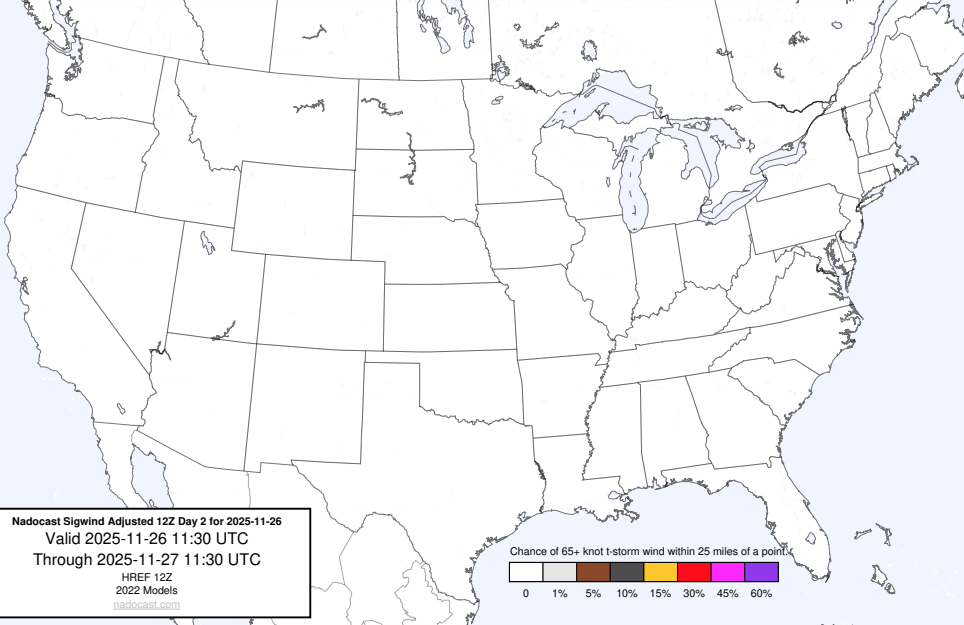 Nadocast Sigwind Adjusted 12Z Day 2 for 2025-11-26
Valid 2025-11-26 11:30 UTC
Through 2025-11-27 11:30 UTC
HREF 12Z
2022 Models
nadocast.com
Chance of 65+ knot t-storm wind within 25 miles of a point.
0 1% 5% 10% 15% 30% 45% 60%